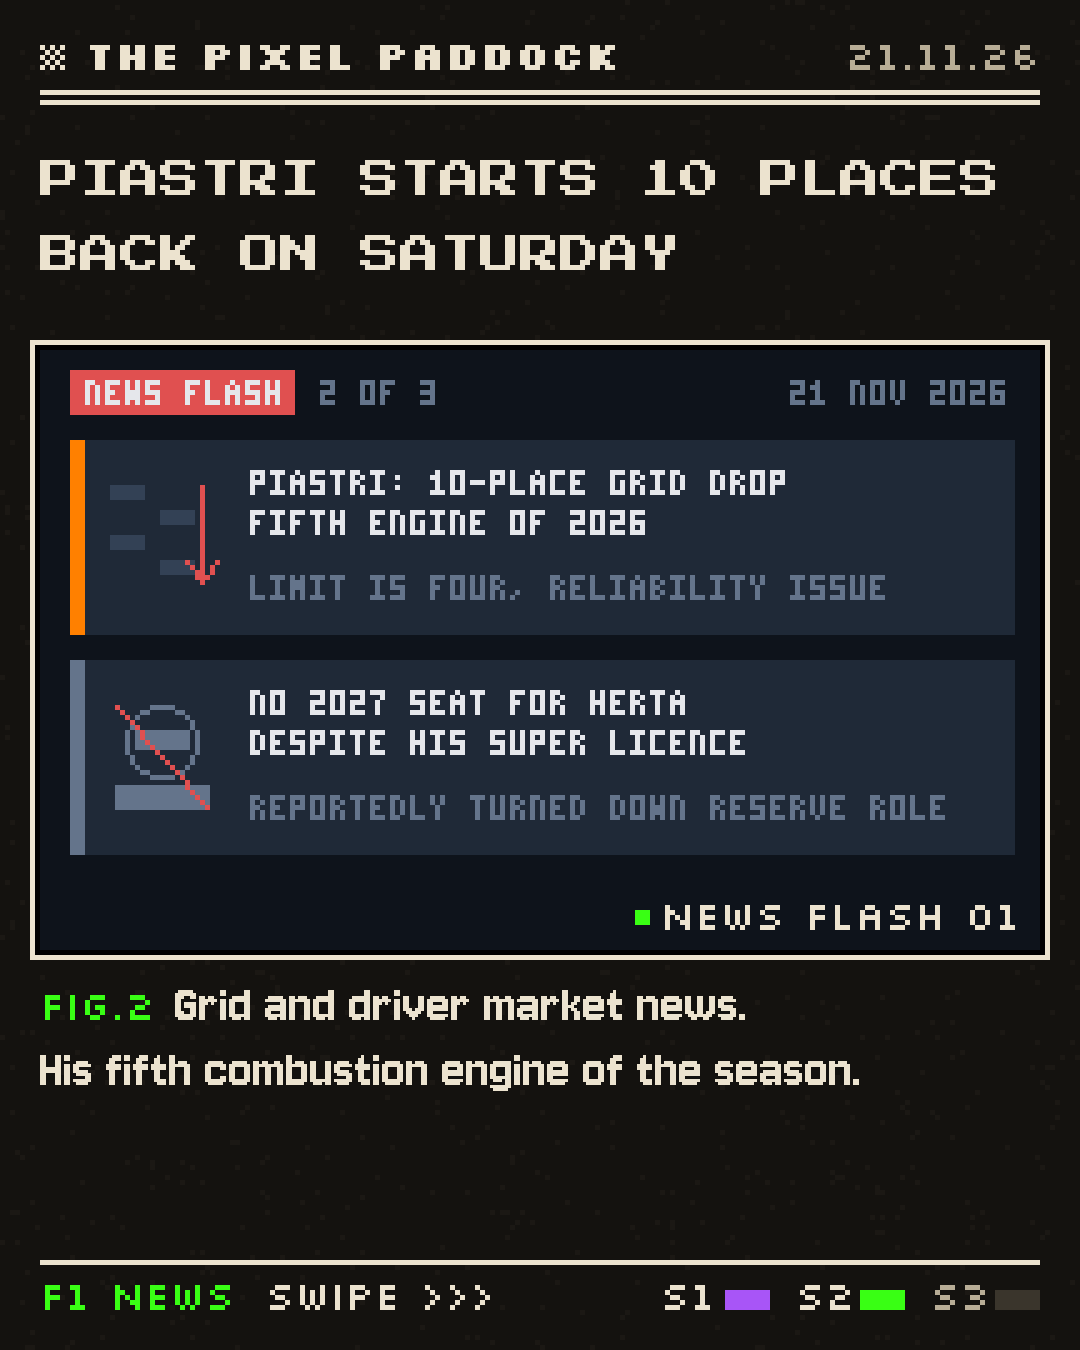 THE PIXEL PADDOCK
21.11.26
PIASTRI STARTS 10 PLACES
BACK ON SATURDAY
NEWS FLASH 2 OF 3
21 NOV 2026
PIASTRI: 10-PLACE GRID DROP
FIFTH ENGINE OF 2026
LIMIT IS FOUR, RELIABILITY ISSUE
NO 2027 SEAT FOR HERTA
DESPITE HIS SUPER LICENCE
REPORTEDLY TURNED DOWN RESERVE ROLE
NEWS FLASH 01
FIG.2 Grid and driver market news.
His fifth combustion engine of the season.
F1 NEWS SWIPE >>>
S1 S2 S3